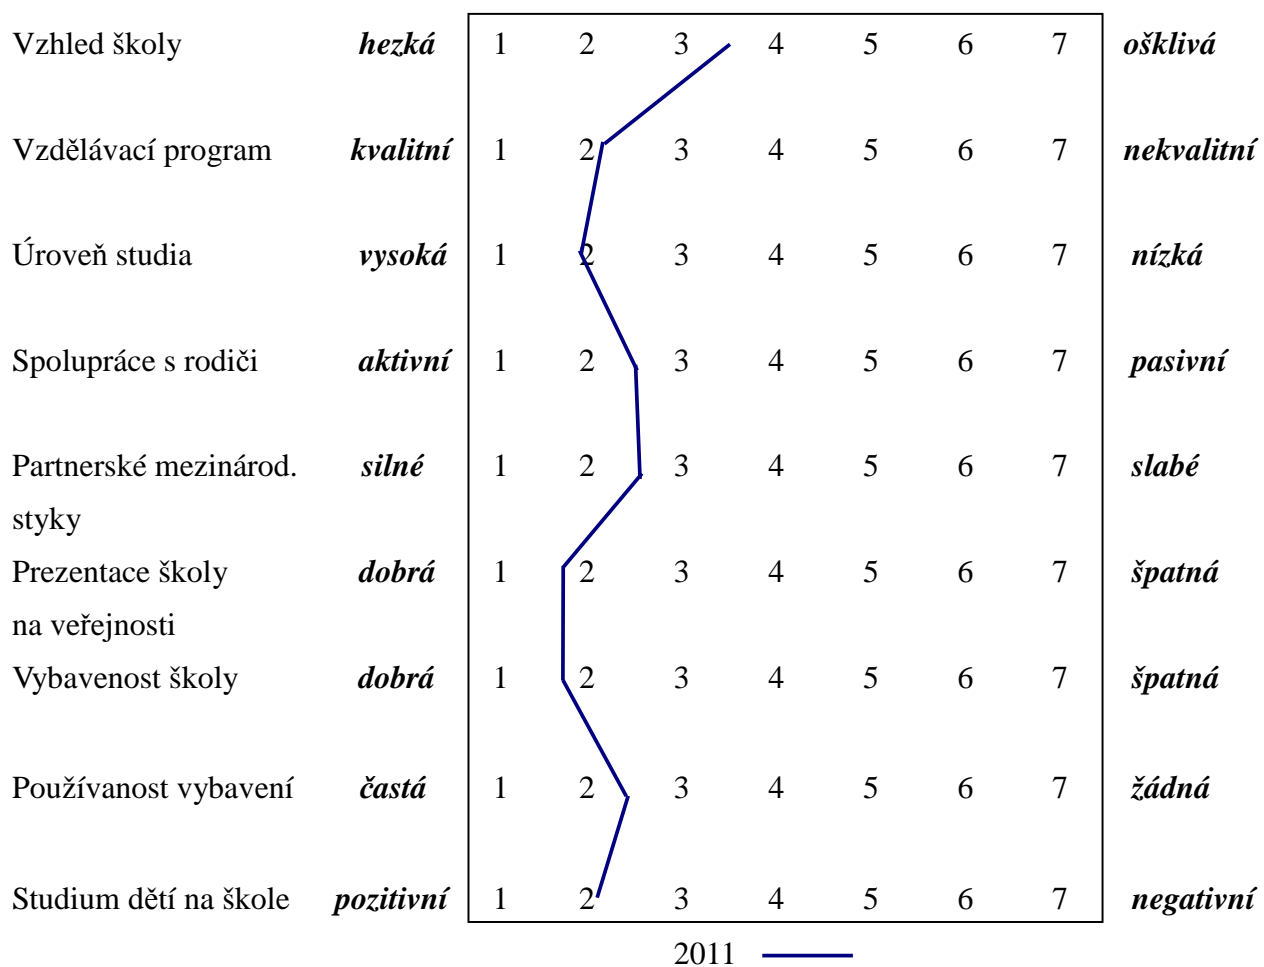 Vzhled školy hezká 1 2 3 4 5 6 7 ošklivá
Vzdělávací program kvalitní 1 2 3 4 5 6 7 nekvalitní
Úroveň studia vysoká 1 2 3 4 5 6 7 nízká
Spolupráce s rodiči aktivní 1 2 3 4 5 6 7 pasivní
Partnerské mezinárod. silné 1 2 3 4 5 6 7 slabé
styky
Prezentace školy dobrá 1 2 3 4 5 6 7 špatná
na veřejnosti
Vybavenost školy dobrá 1 2 3 4 5 6 7 špatná
Používanost vybavení častá 1 2 3 4 5 6 7 žádná
Studium dětí na škole pozitivní 1 2 3 4 5 6 7 negativní
2011